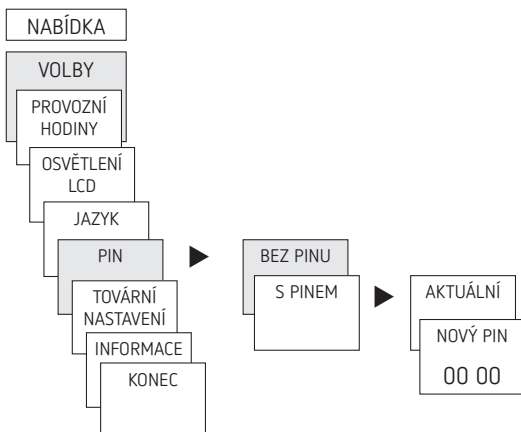 NABÍDKA
VOLBY
PROVOZNÍ
HODINY
OSVĚTLENÍ
LCD
JAZYK
PIN
TOVÁRNÍ
NASTAVENÍ
INFORMACE
KONEC
BEZ PINU
S PINEM
AKTUÁLNÍ
NOVÝ PIN
00 00